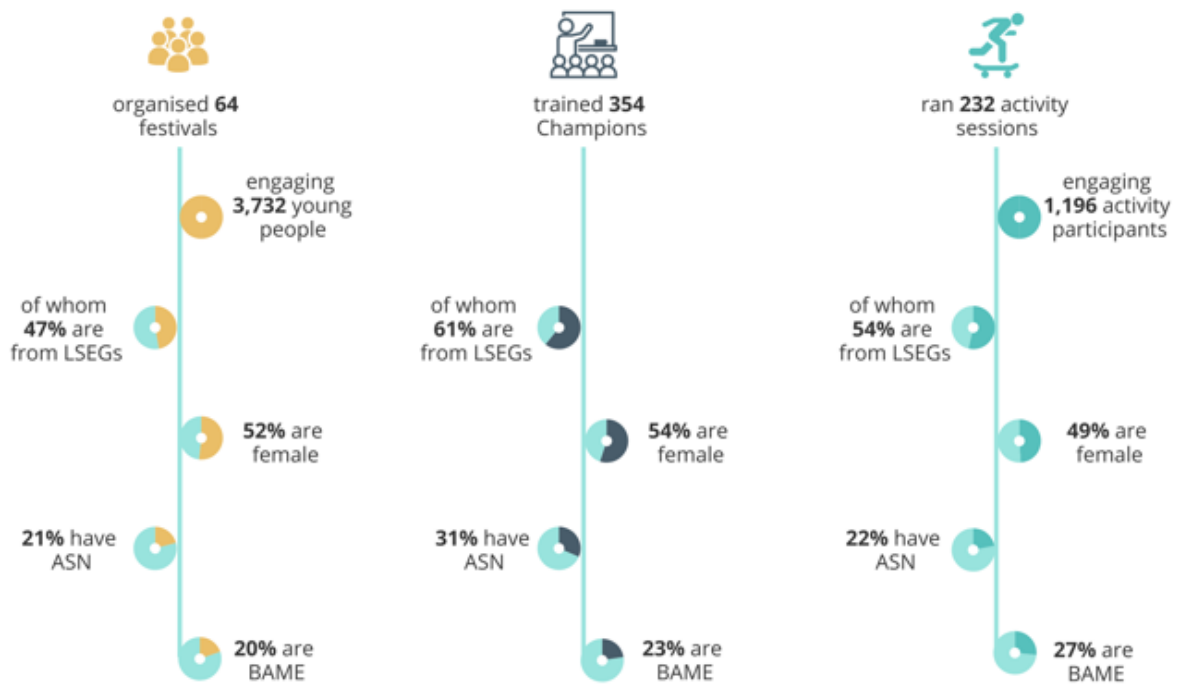 organised 64
festivals
engaging
3,732 young
people
of whom
47% are
from LSEGs
52% are
female
21% have
ASN
20% are
BAME
trained 354
Champions
of whom
61% are
from LSEGs
54% are
female
31% have
ASN
23% are
BAME
ran 232 activity
sessions
engaging
1,196 activity
participants
of whom
54% are
from LSEGs
49% are
female
22% have
ASN
27% are
BAME